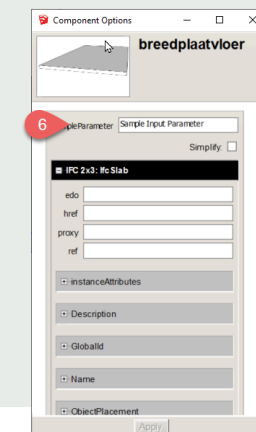 Component Options
breedplaatvloer
6
pleParameter Sample Input Parameter
Simplify
IFC 2x3: IfcSlab
edo
href
proxy
ref
instanceAttributes
Description
GlobalId
Name
ObjectPlacement
Apply